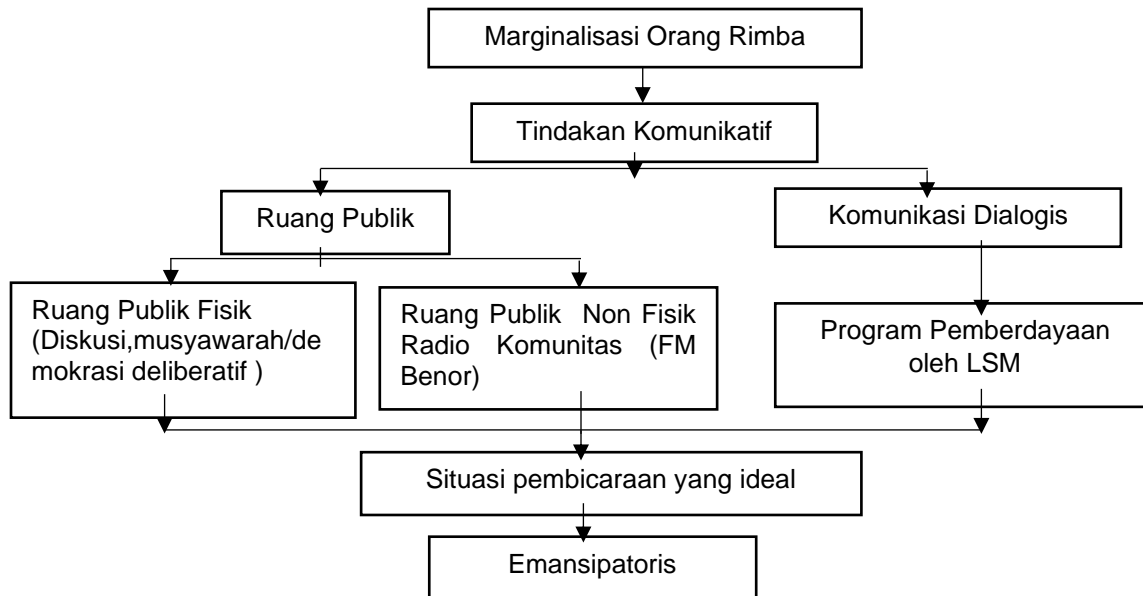 Marginalisasi Orang Rimba
Tindakan Komunikatif
Ruang Publik
Komunikasi Dialogis
Ruang Publik Fisik
(Diskusi,musyawarah/de
mokrasi deliberatif )
Ruang Publik Non Fisik
Radio Komunitas (FM
Benor)
Program Pemberdayaan
oleh LSM
Situasi pembicaraan yang ideal
Emansipatoris